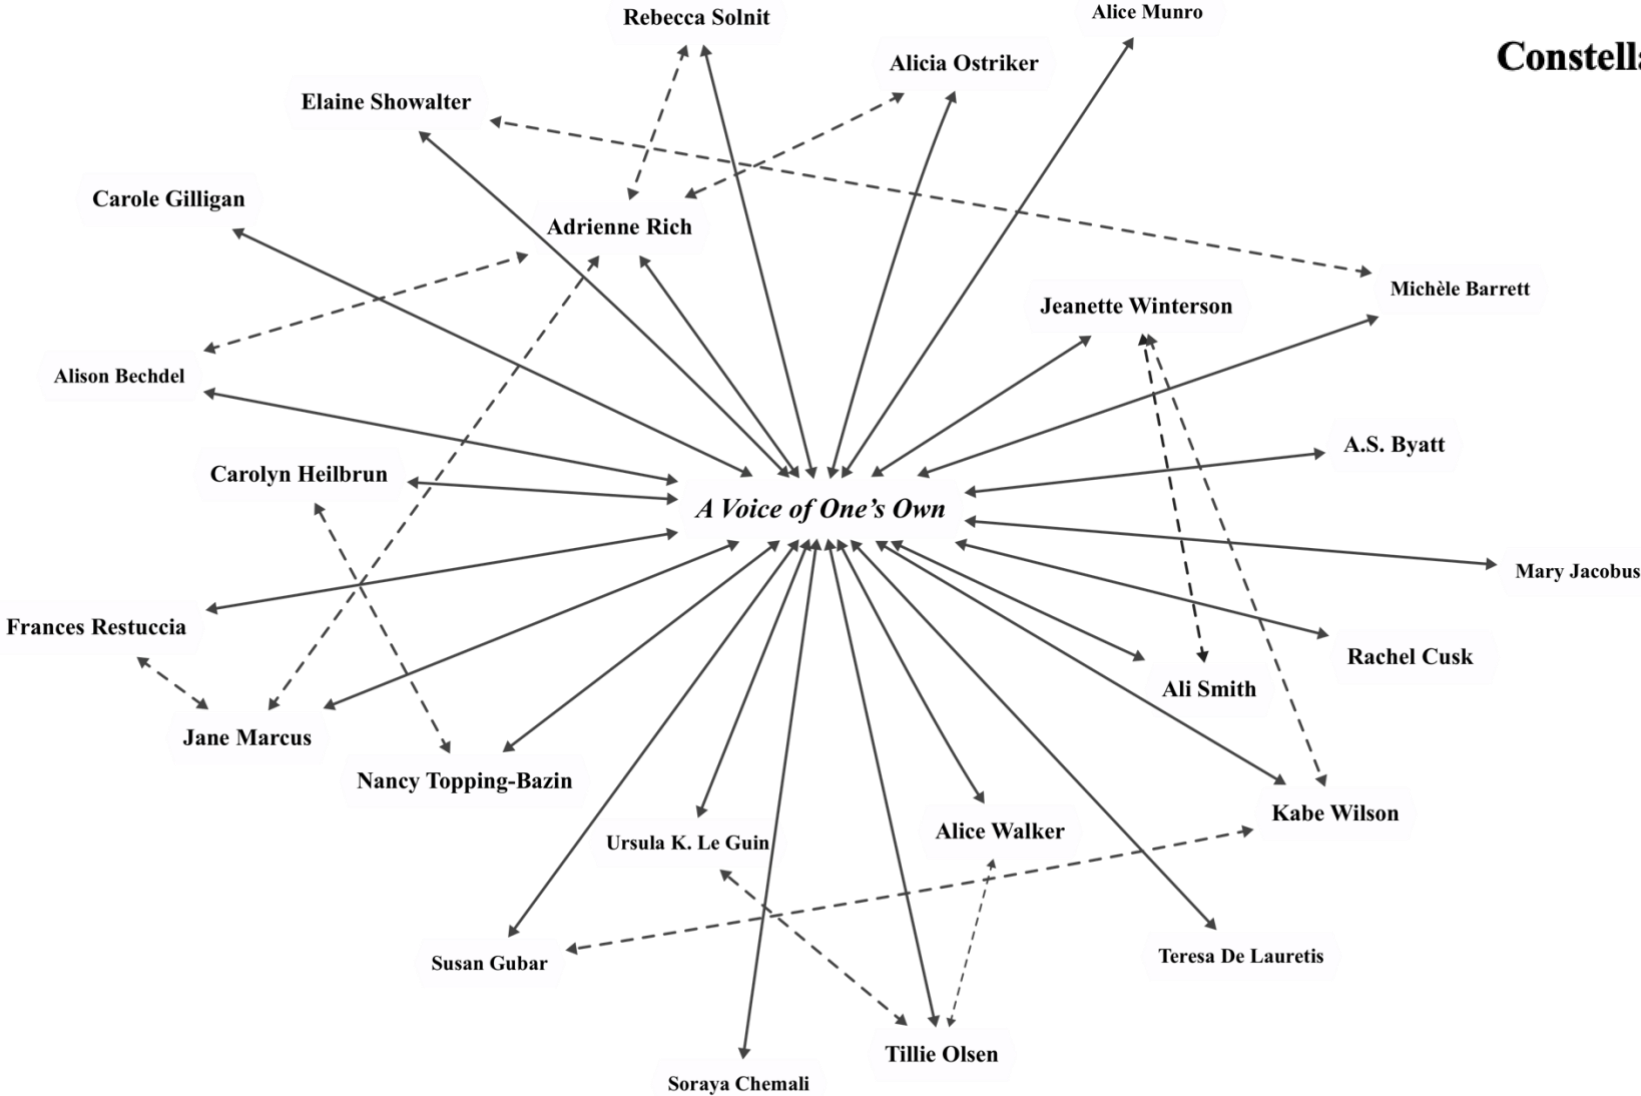 Rebecca Solnit
Alice Munro
Constella
Alicia Ostriker
Elaine Showalter
Carole Gilligan
Adrienne Rich
Michèle Barrett
Jeanette Winterson
Alison Bechdel
A.S. Byatt
Carolyn Heilbrun
A Voice of One’s Own
Mary Jacobus
Frances Restuccia
Rachel Cusk
Ali Smith
Jane Marcus
Nancy Topping-Bazin
Kabe Wilson
Alice Walker
Ursula K. Le Guin
Teresa De Lauretis
Susan Gubar
Tillie Olsen
Soraya Chemali